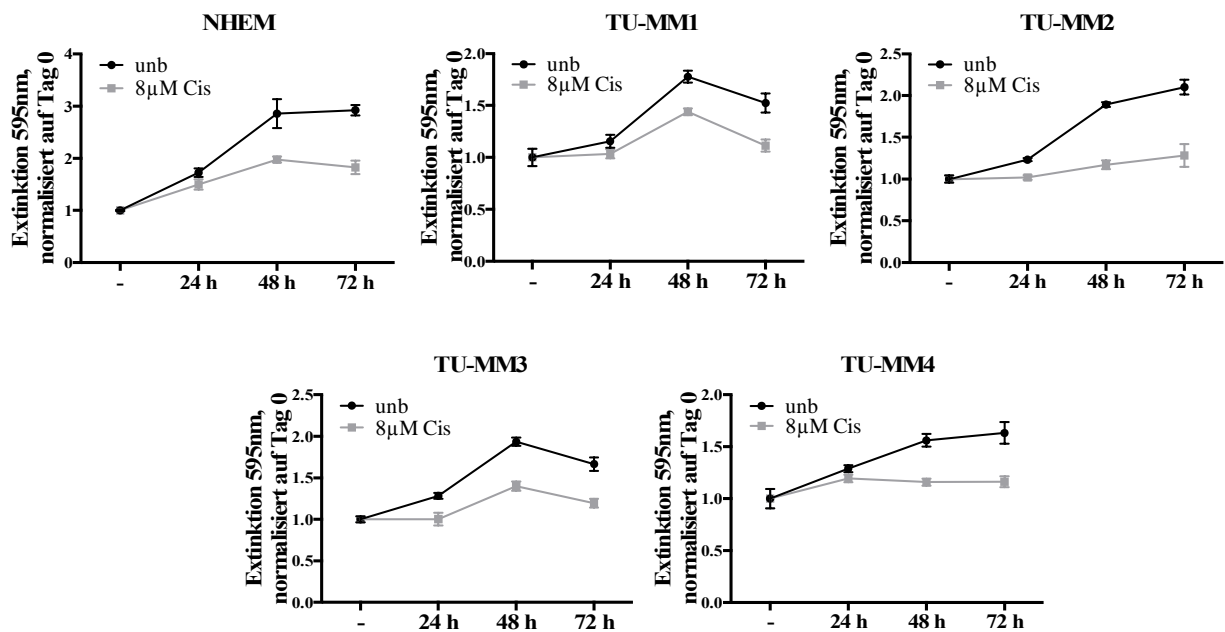 NHEM
Extinktion 595nm,
normalisiert auf Tag 0
4
3
2
1
0
unb
8µM Cis
-
24 h
48 h
72 h
TU-MM1
Extinktion 595nm,
normalisiert auf Tag 0
2.0
1.5
1.0
0.5
0.0
unb
8µM Cis
-
24 h
48 h
72 h
TU-MM2
Extinktion 595nm,
normalisiert auf Tag 0
2.5
2.0
1.5
1.0
0.5
0.0
unb
8µM Cis
-
24 h
48 h
72 h
TU-MM3
Extinktion 595nm,
normalisiert auf Tag 0
2.5
2.0
1.5
1.0
0.5
0.0
unb
8µM Cis
-
24 h
48 h
72 h
TU-MM4
Extinktion 595nm,
normalisiert auf Tag 0
2.0
1.5
1.0
0.5
0.0
unb
8µM Cis
-
24 h
48 h
72 h